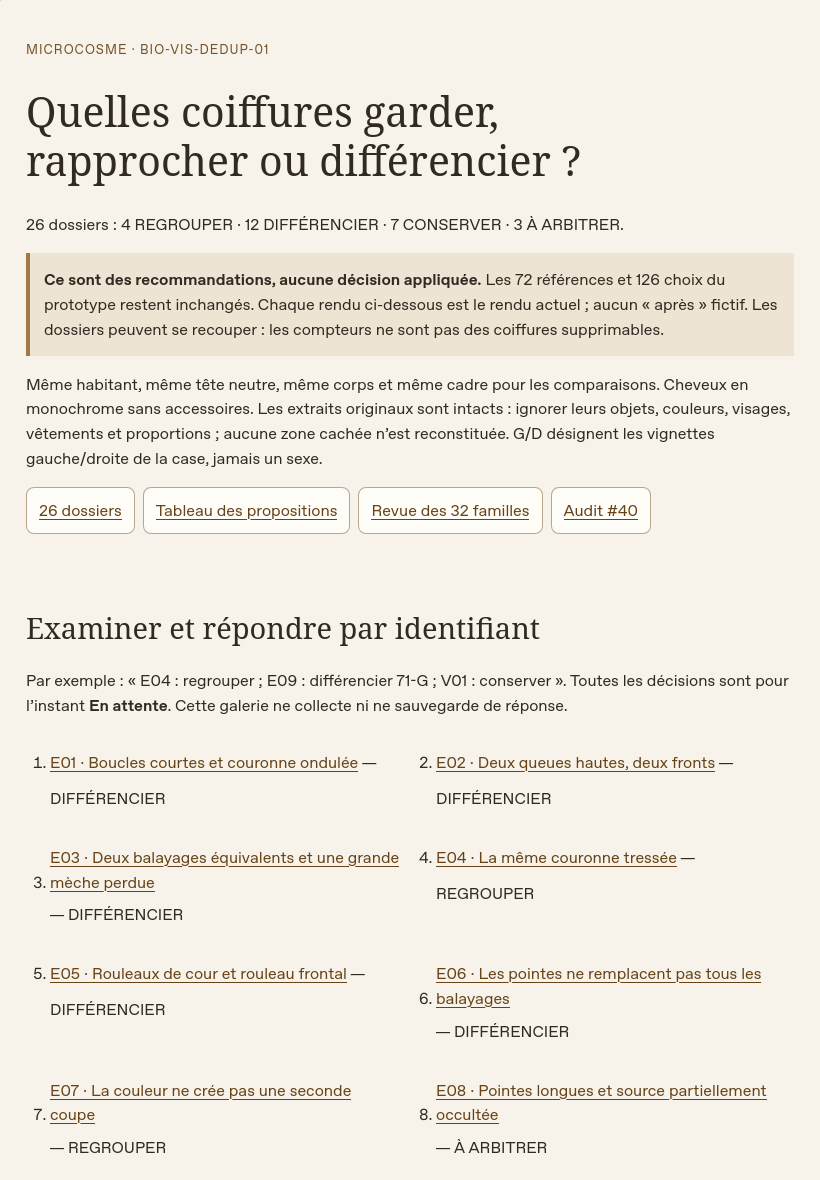 MICROCOSME · BIO-VIS-DEDUP-01
Quelles coiffures garder,
rapprocher ou différencier ?
26 dossiers : 4 REGROUPER · 12 DIFFÉRENCIER · 7 CONSERVER · 3 À ARBITRER.
Ce sont des recommandations, aucune décision appliquée. Les 72 références et 126 choix du
prototype restent inchangés. Chaque rendu ci-dessous est le rendu actuel ; aucun « après » fictif. Les
dossiers peuvent se recouper : les compteurs ne sont pas des coiffures supprimables.
Même habitant, même tête neutre, même corps et même cadre pour les comparaisons. Cheveux en
monochrome sans accessoires. Les extraits originaux sont intacts : ignorer leurs objets, couleurs, visages,
vêtements et proportions ; aucune zone cachée n’est reconstituée. G/D désignent les vignettes
gauche/droite de la case, jamais un sexe.
26 dossiers
Tableau des propositions
Revue des 32 familles
Audit #40
Examiner et répondre par identifiant
Par exemple : « E04 : regrouper ; E09 : différencier 71-G ; V01 : conserver ». Toutes les décisions sont pour
l’instant En attente. Cette galerie ne collecte ni ne sauvegarde de réponse.
1. E01 · Boucles courtes et couronne ondulée —
DIFFÉRENCIER
2. E02 · Deux queues hautes, deux fronts —
DIFFÉRENCIER
E03 · Deux balayages équivalents et une grande
3. mèche perdue
— DIFFÉRENCIER
4. E04 · La même couronne tressée —
REGROUPER
5. E05 · Rouleaux de cour et rouleau frontal —
DIFFÉRENCIER
E06 · Les pointes ne remplacent pas tous les
6. balayages
— DIFFÉRENCIER
E07 · La couleur ne crée pas une seconde
7. coupe
— REGROUPER
E08 · Pointes longues et source partiellement
8. occultée
— À ARBITRER